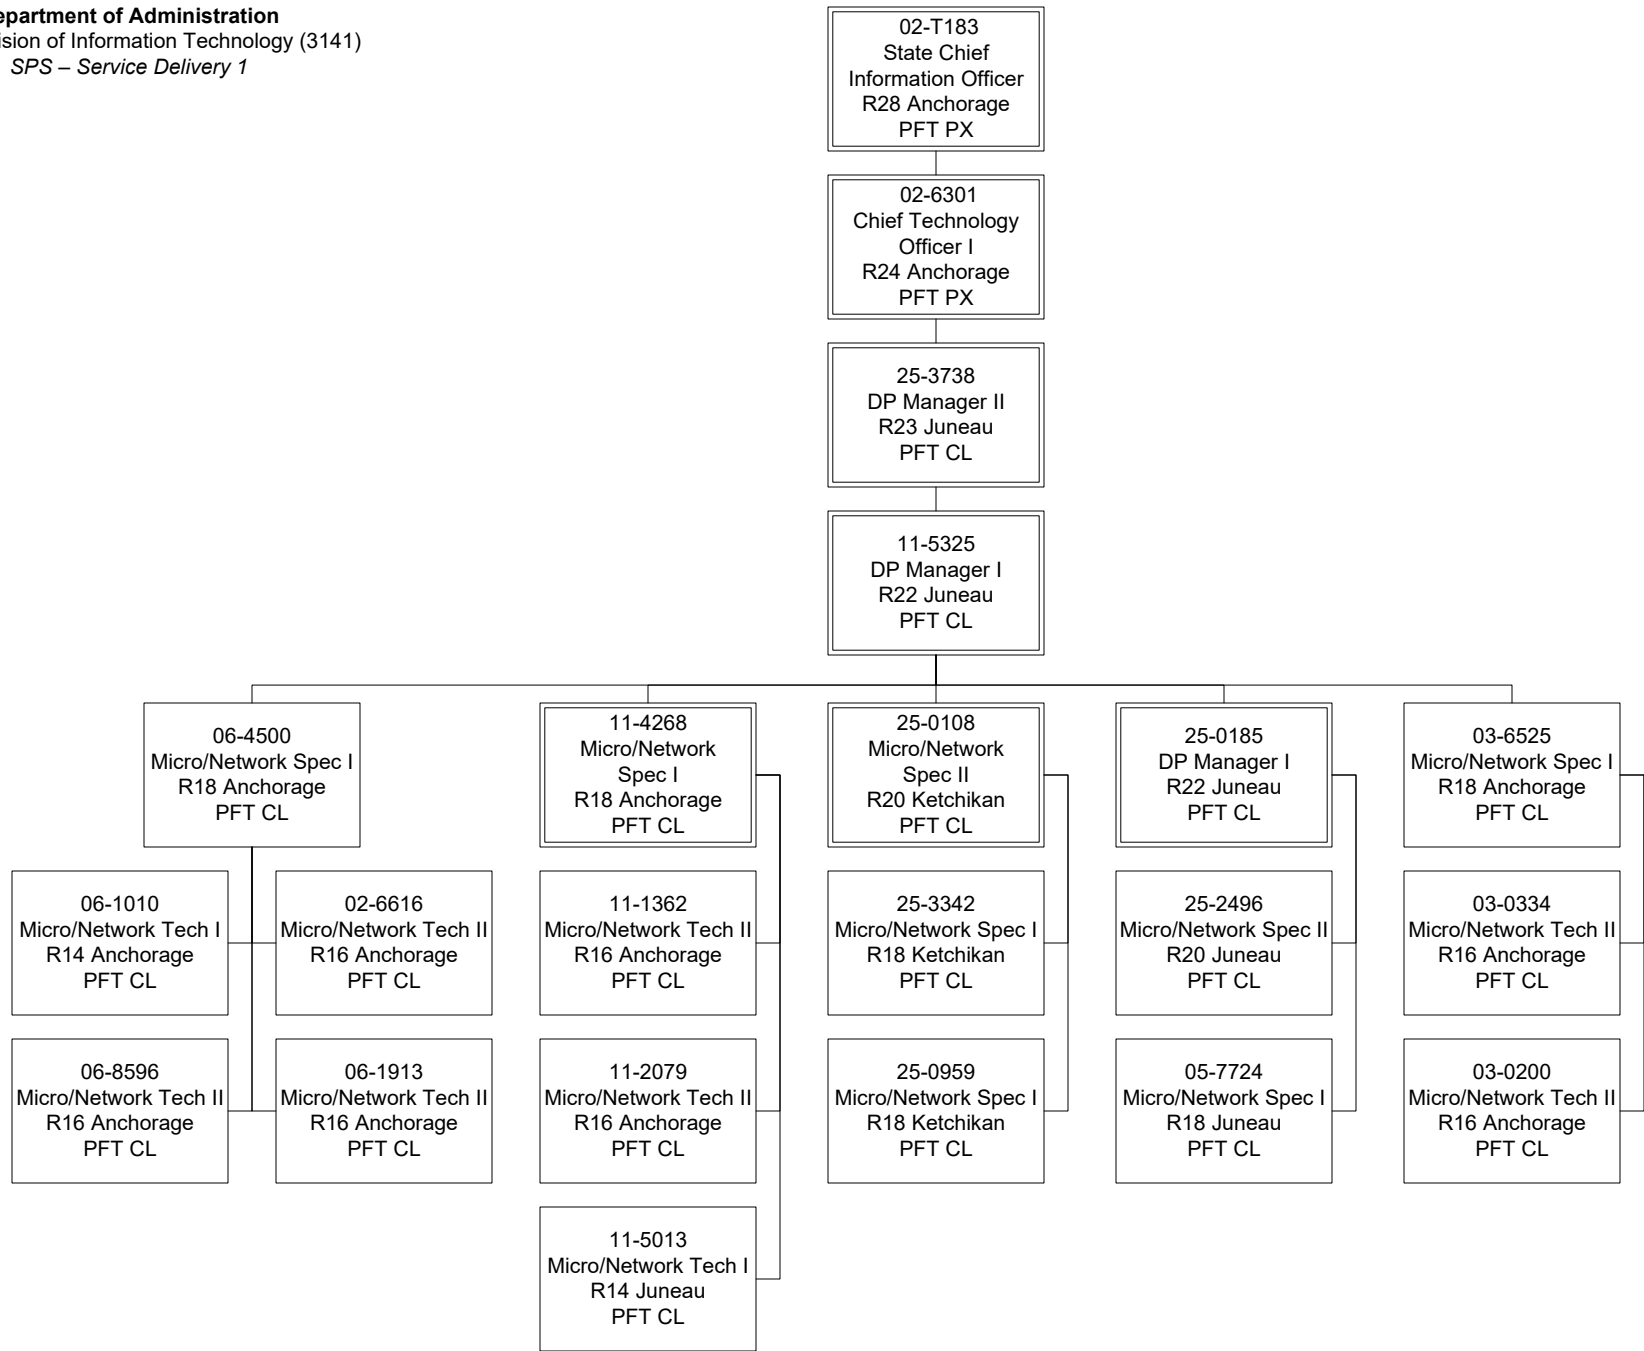 epartment of Administration
ision of Information Technology (3141)
SPS – Service Delivery 1
02-T183
State Chief
Information Officer
R28 Anchorage
PFT PX
02-6301
Chief Technology
Officer I
R24 Anchorage
PFT PX
25-3738
DP Manager II
R23 Juneau
PFT CL
11-5325
DP Manager I
R22 Juneau
PFT CL
06-4500
Micro/Network Spec I
R18 Anchorage
PFT CL
11-4268
Micro/Network
Spec I
R18 Anchorage
PFT CL
25-0108
Micro/Network
Spec II
R20 Ketchikan
PFT CL
25-0185
DP Manager I
R22 Juneau
PFT CL
03-6525
Micro/Network Spec I
R18 Anchorage
PFT CL
06-1010
Micro/Network Tech I
R14 Anchorage
PFT CL
02-6616
Micro/Network Tech II
R16 Anchorage
PFT CL
11-1362
Micro/Network Tech II
R16 Anchorage
PFT CL
25-3342
Micro/Network Spec I
R18 Ketchikan
PFT CL
25-2496
Micro/Network Spec II
R20 Juneau
PFT CL
03-0334
Micro/Network Tech II
R16 Anchorage
PFT CL
06-8596
Micro/Network Tech II
R16 Anchorage
PFT CL
06-1913
Micro/Network Tech II
R16 Anchorage
PFT CL
11-2079
Micro/Network Tech II
R16 Anchorage
PFT CL
25-0959
Micro/Network Spec I
R18 Ketchikan
PFT CL
05-7724
Micro/Network Spec I
R18 Juneau
PFT CL
03-0200
Micro/Network Tech II
R16 Anchorage
PFT CL
11-5013
Micro/Network Tech I
R14 Juneau
PFT CL